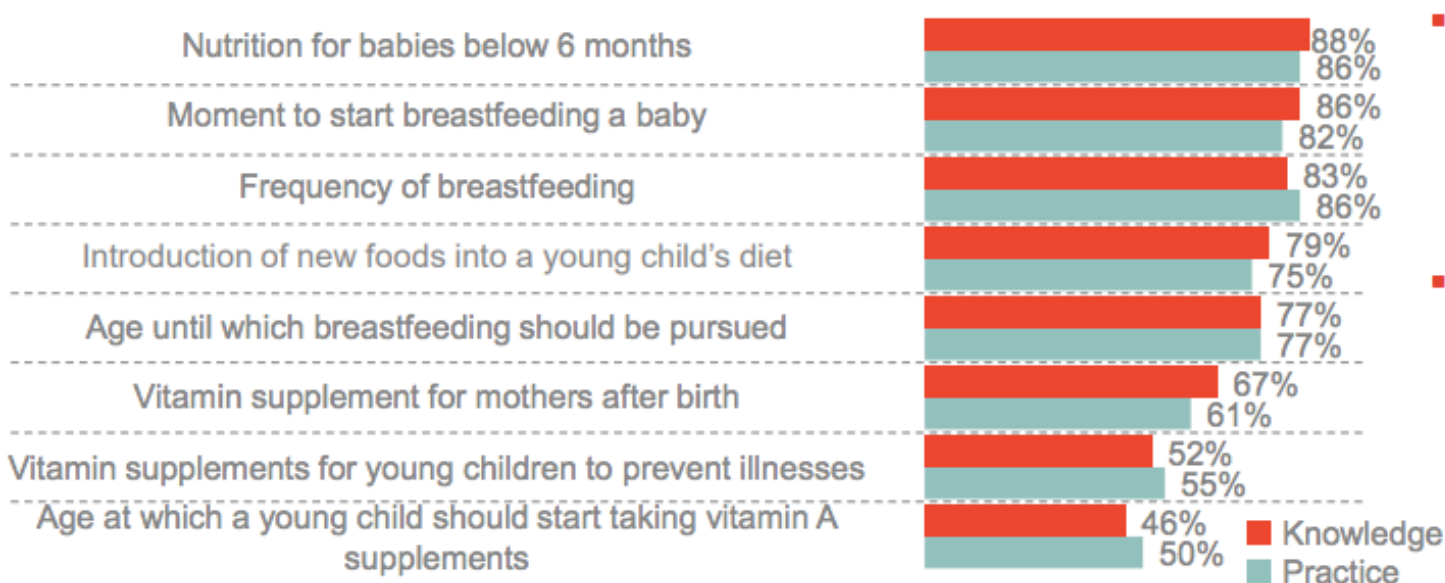 Nutrition for babies below 6 months
88%
86%
Moment to start breastfeeding a baby
86%
82%
Frequency of breastfeeding
83%
86%
Introduction of new foods into a young child's diet
79%
75%
Age until which breastfeeding should be pursued
77%
77%
Vitamin supplement for mothers after birth
67%
61%
Vitamin supplements for young children to prevent illnesses
52%
55%
Age at which a young child should start taking vitamin A
supplements
46%
50%
Knowledge
Practice